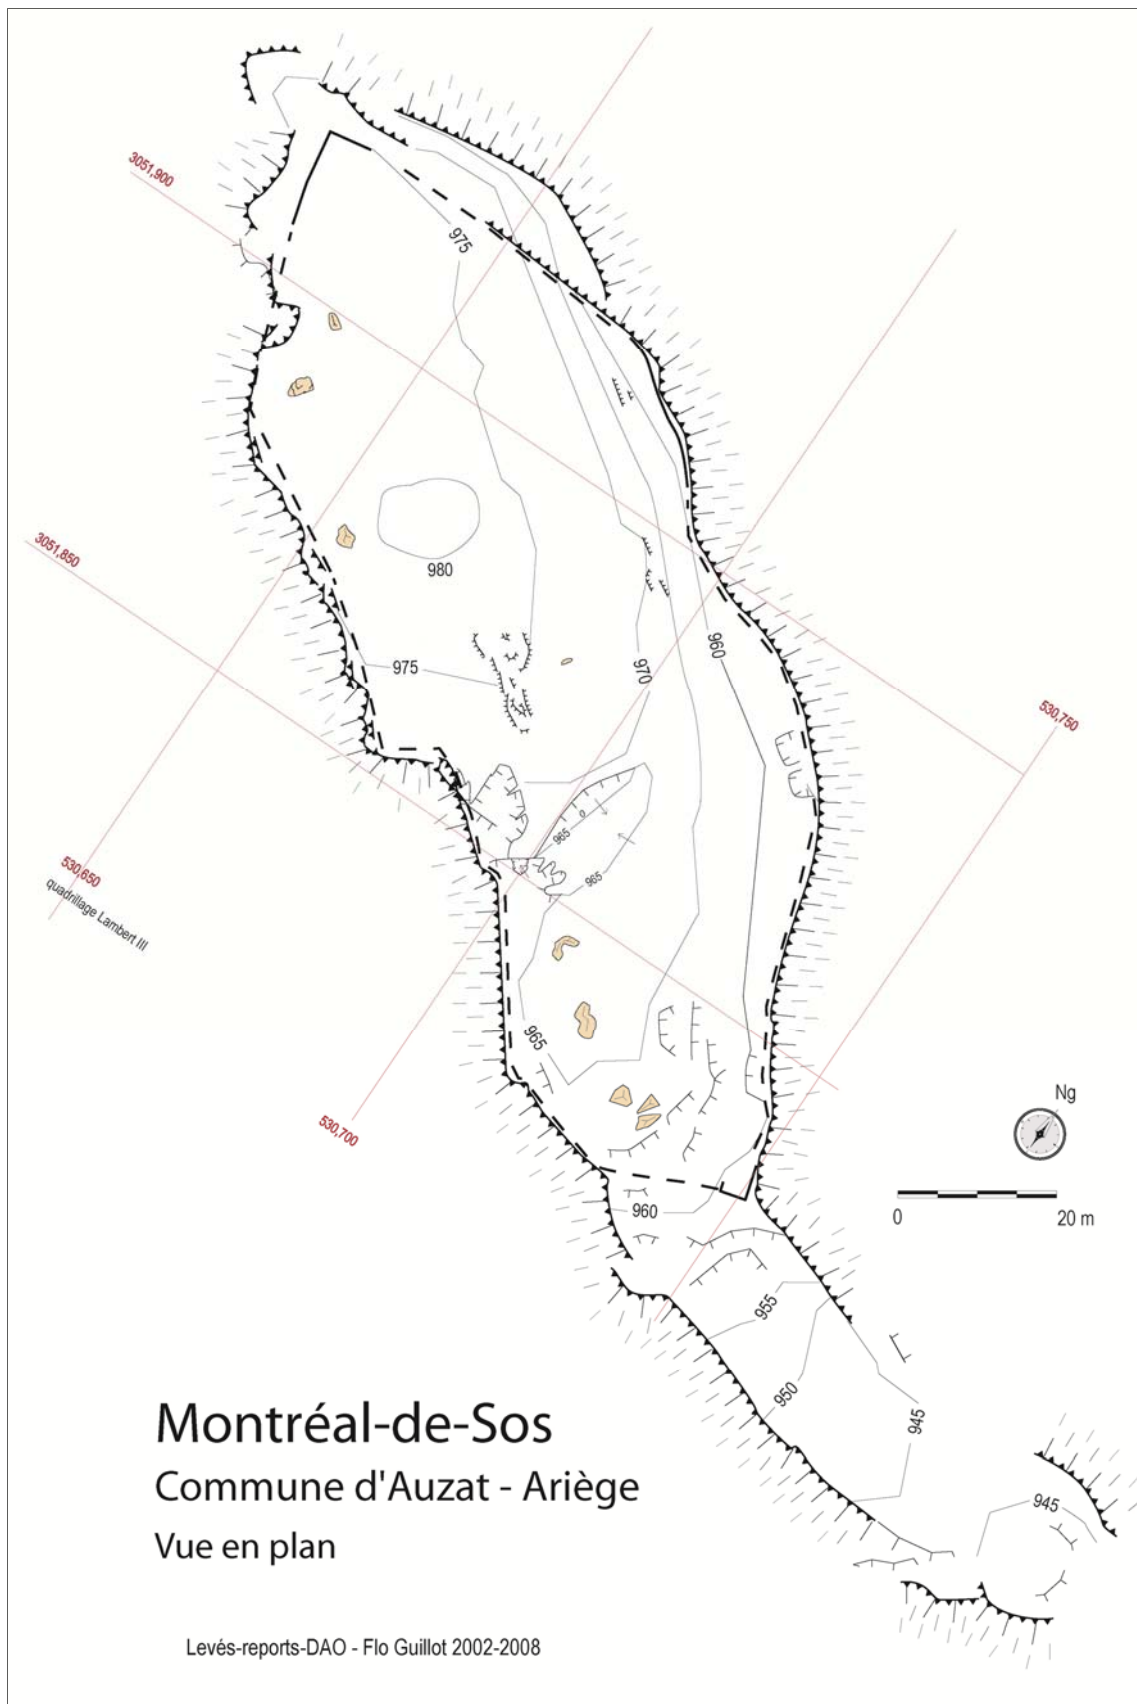 3051,900
975
3051,850
980
960
975
970
530,750
965
530,650
965
quadrillage Lambert III
965
Ng
530,700
0
20 m
960
955
950
945
945
Montréal-de-Sos
Commune d'Auzat - Ariège
Vue en plan
Levés-reports-DAO - Flo Guillot 2002-2008